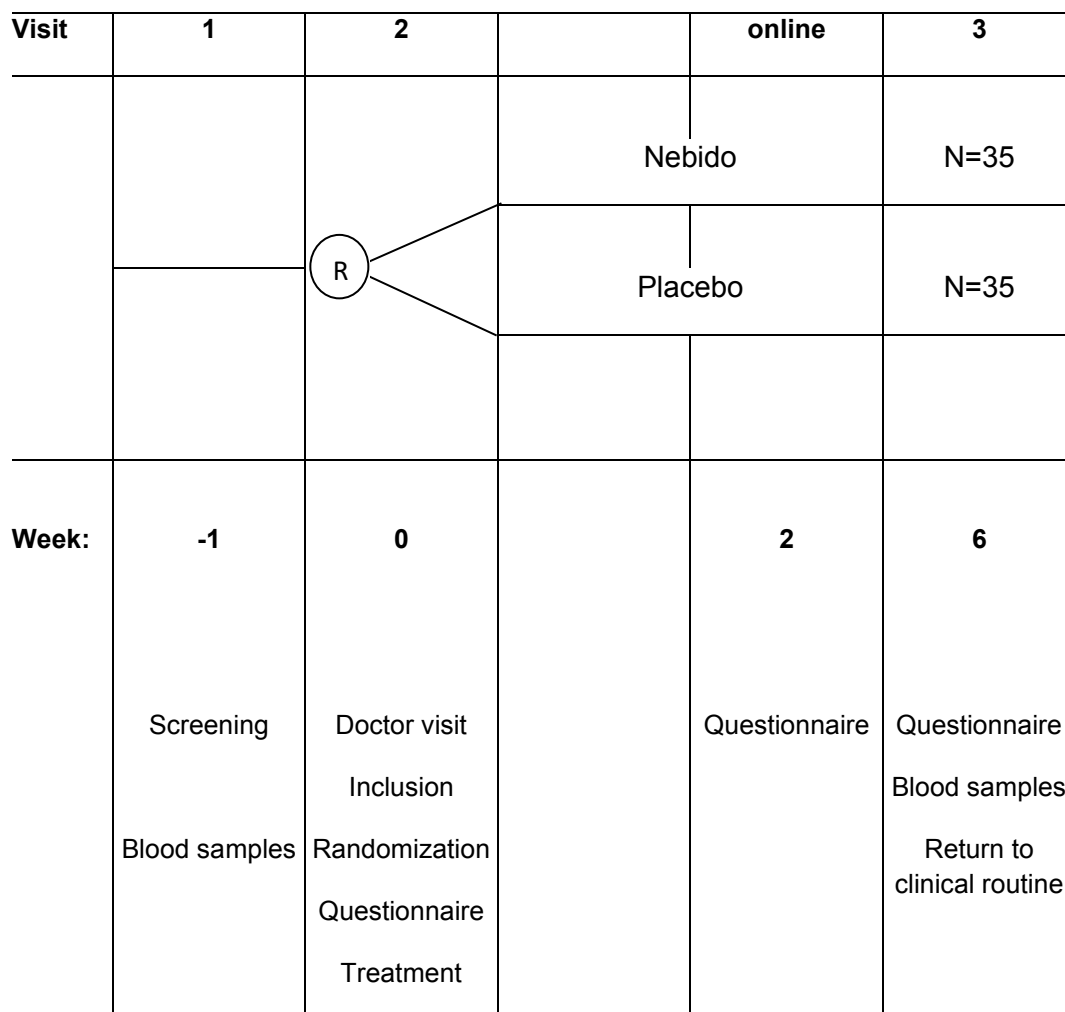 Visit 1 2 online 3
Nebido N=35
R
Placebo N=35
Week: -1 0 2 6
Screening Doctor visit Questionnaire Questionnaire
Inclusion Blood samples
Blood samples Randomization Return to
clinical routine
Questionnaire
Treatment